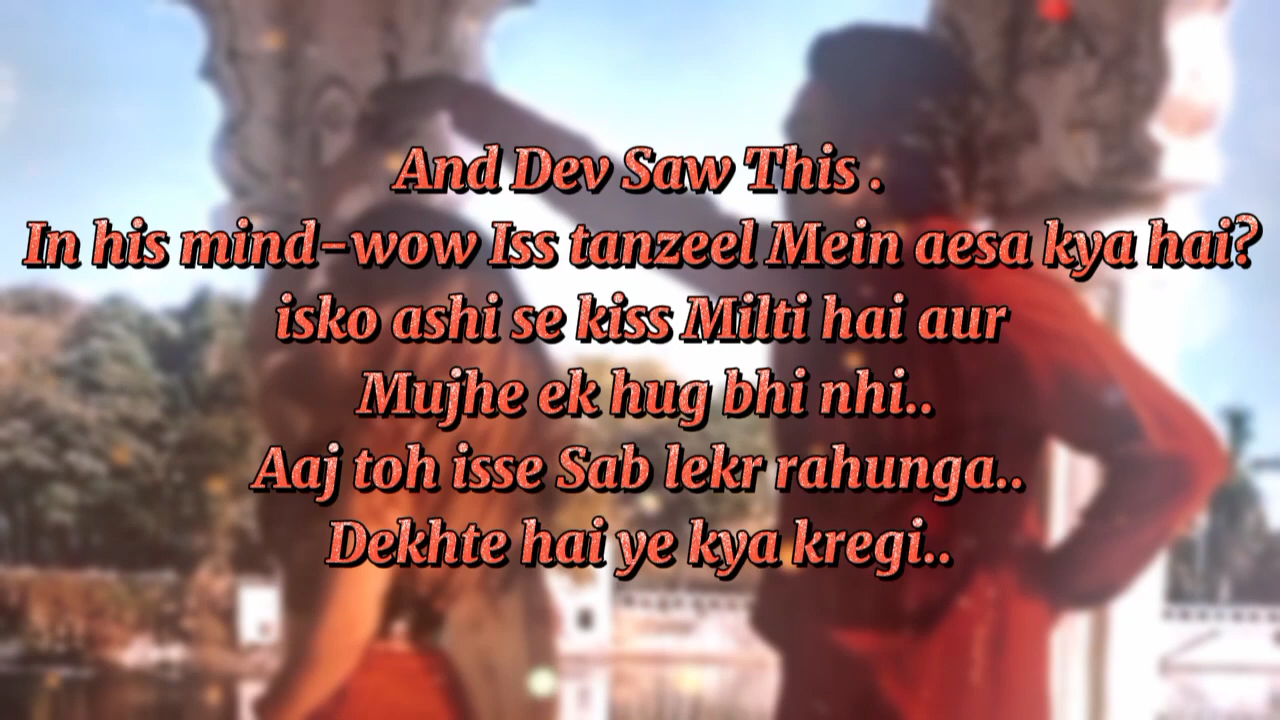 And Dev Saw This .
In his mind-wow Iss tanzeel Mein aesa kya hai?
isko ashi se kiss Milti hai aur
Mujhe ek hug bhi nhi..
Aaj toh isse Sab lekr rahunga..
Dekhte hai ye kya kregi..